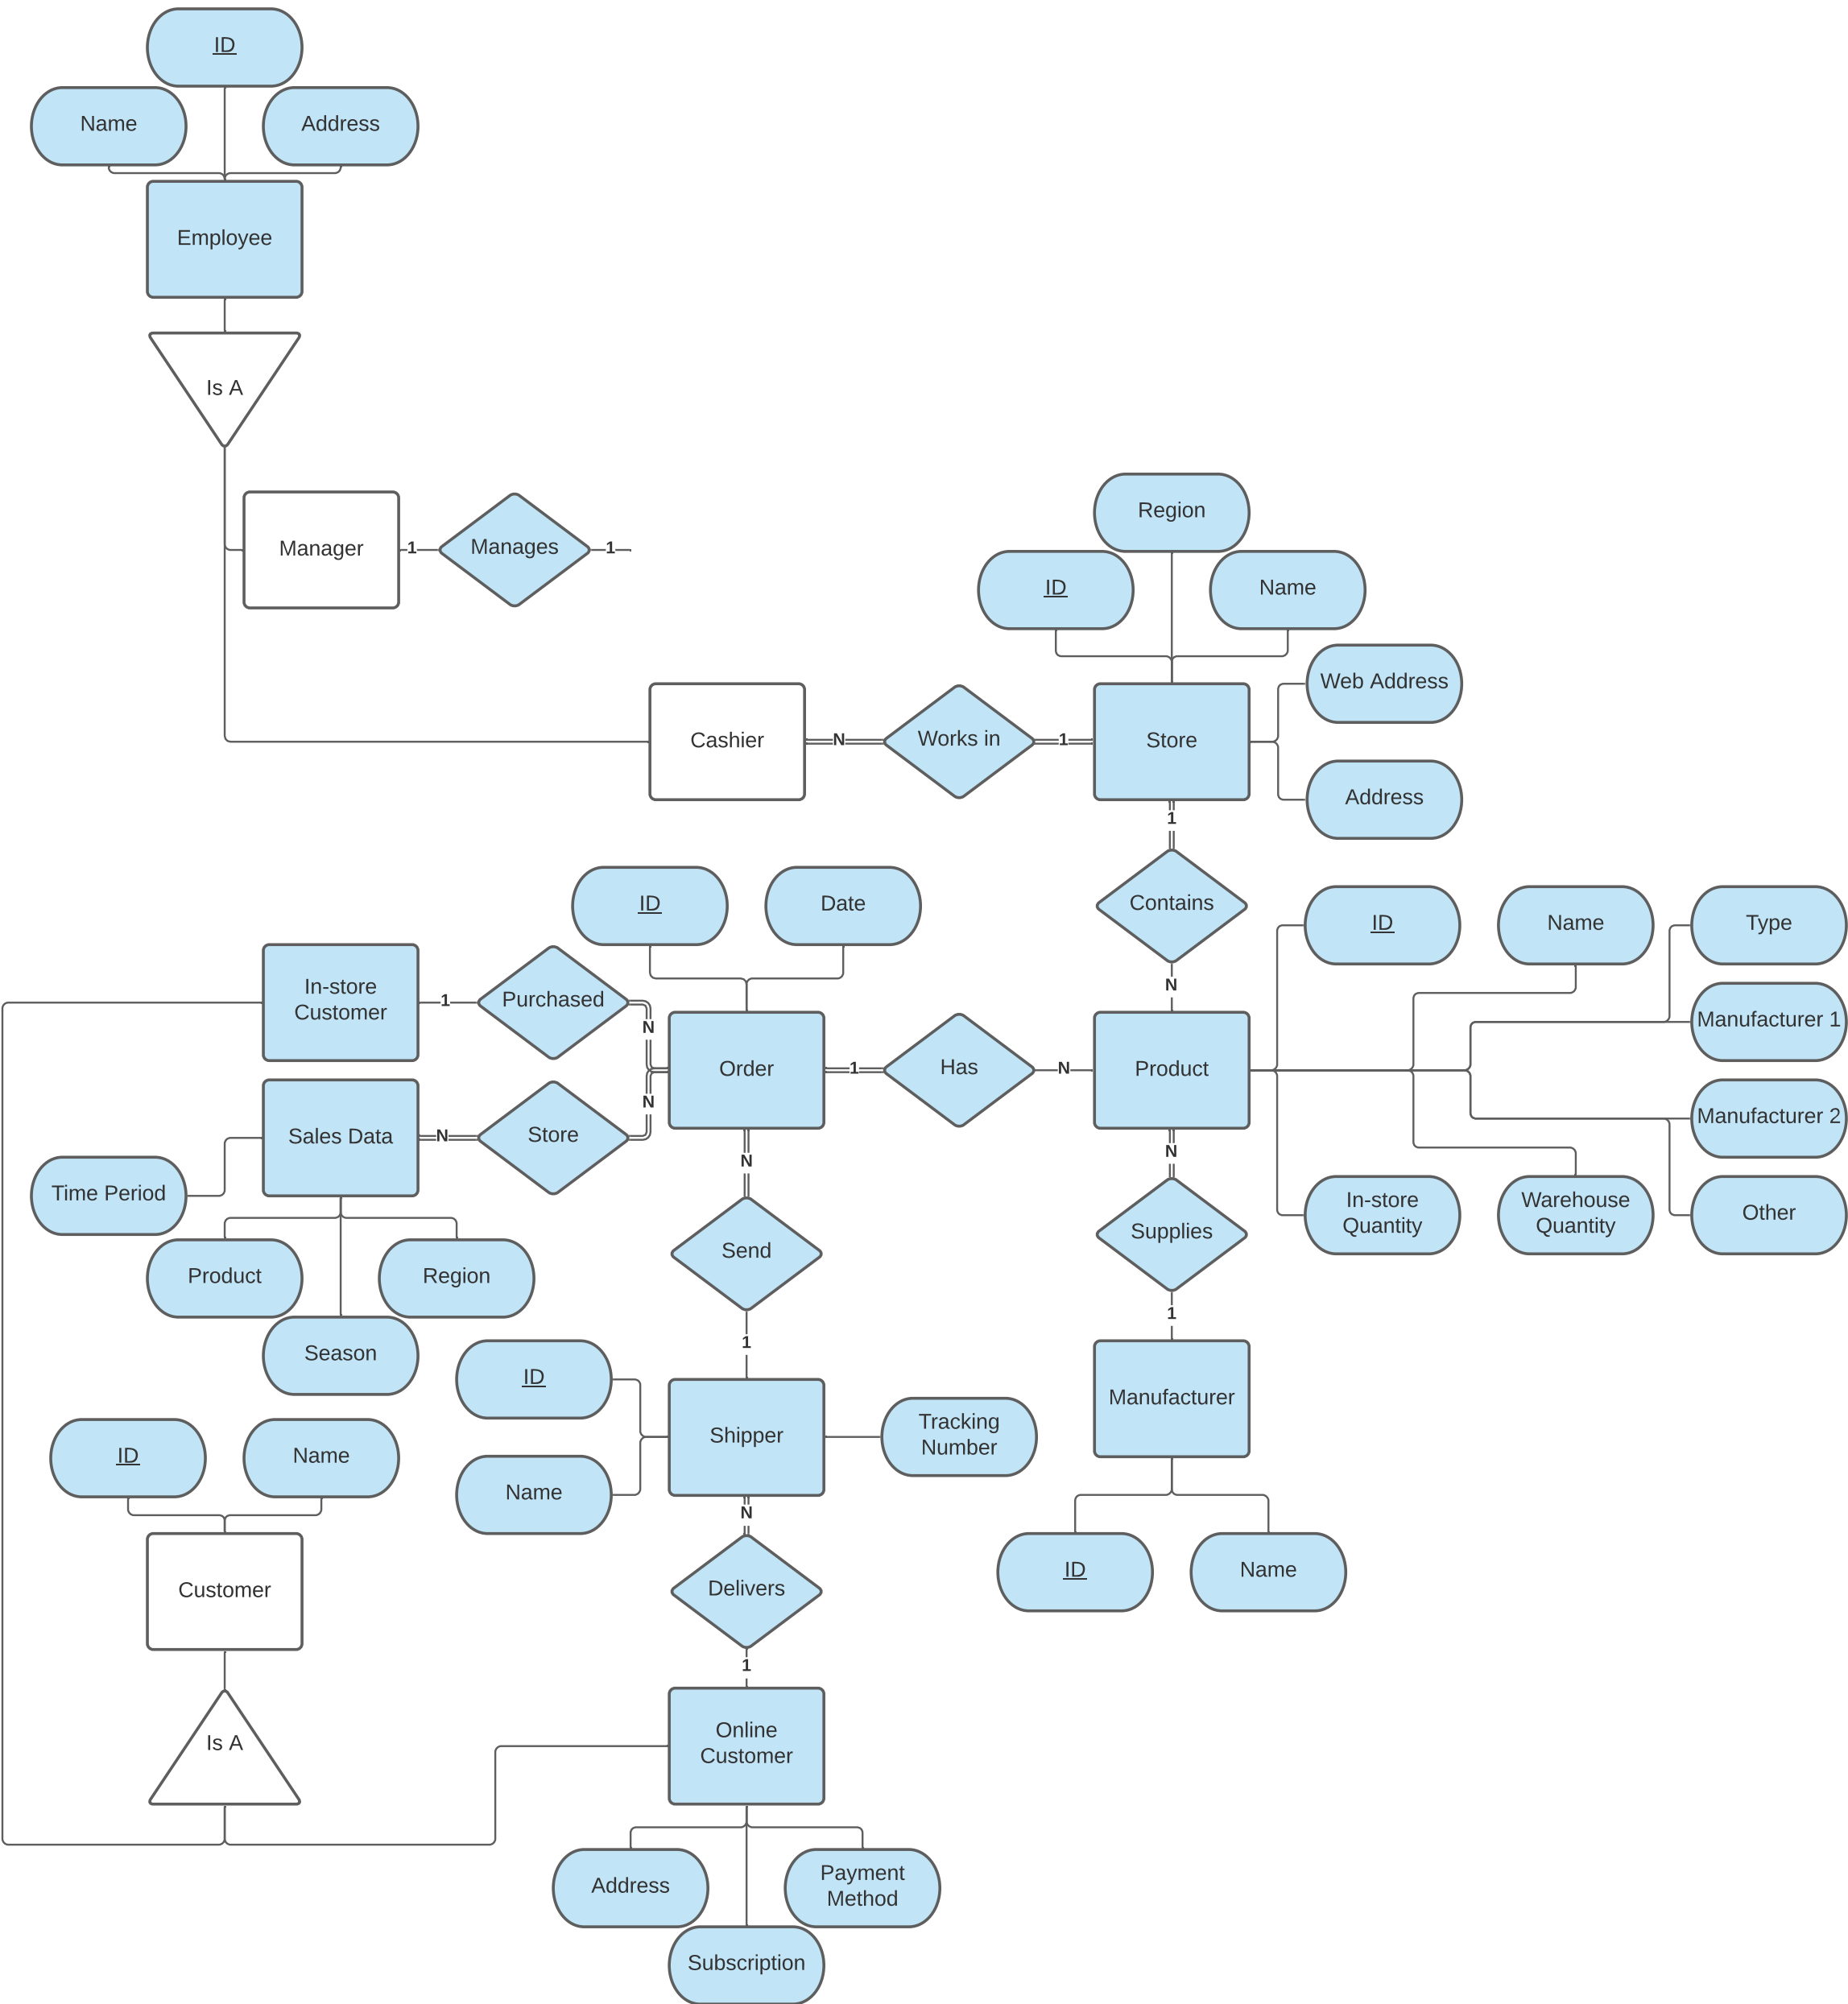 ID
Name
Address
Employee
Is A
Manager
1
Manages
1
Region
ID
Name
Web Address
Cashier
N
Works in
1
Store
Address
1
Contains
ID
Date
ID
Name
Type
In-store
Customer
1
Purchased
N
N
Manufacturer 1
Order
1
Has
N
Product
N
Sales Data
N
Store
Manufacturer 2
N
N
Time Period
In-store
Quantity
Warehouse
Quantity
Other
Send
Supplies
Product
Region
1
1
Season
ID
Manufacturer
Shipper
Tracking
Number
ID
Name
Name
N
ID
Name
Customer
Delivers
1
Is A
Online
Customer
Address
Payment
Method
Subscription